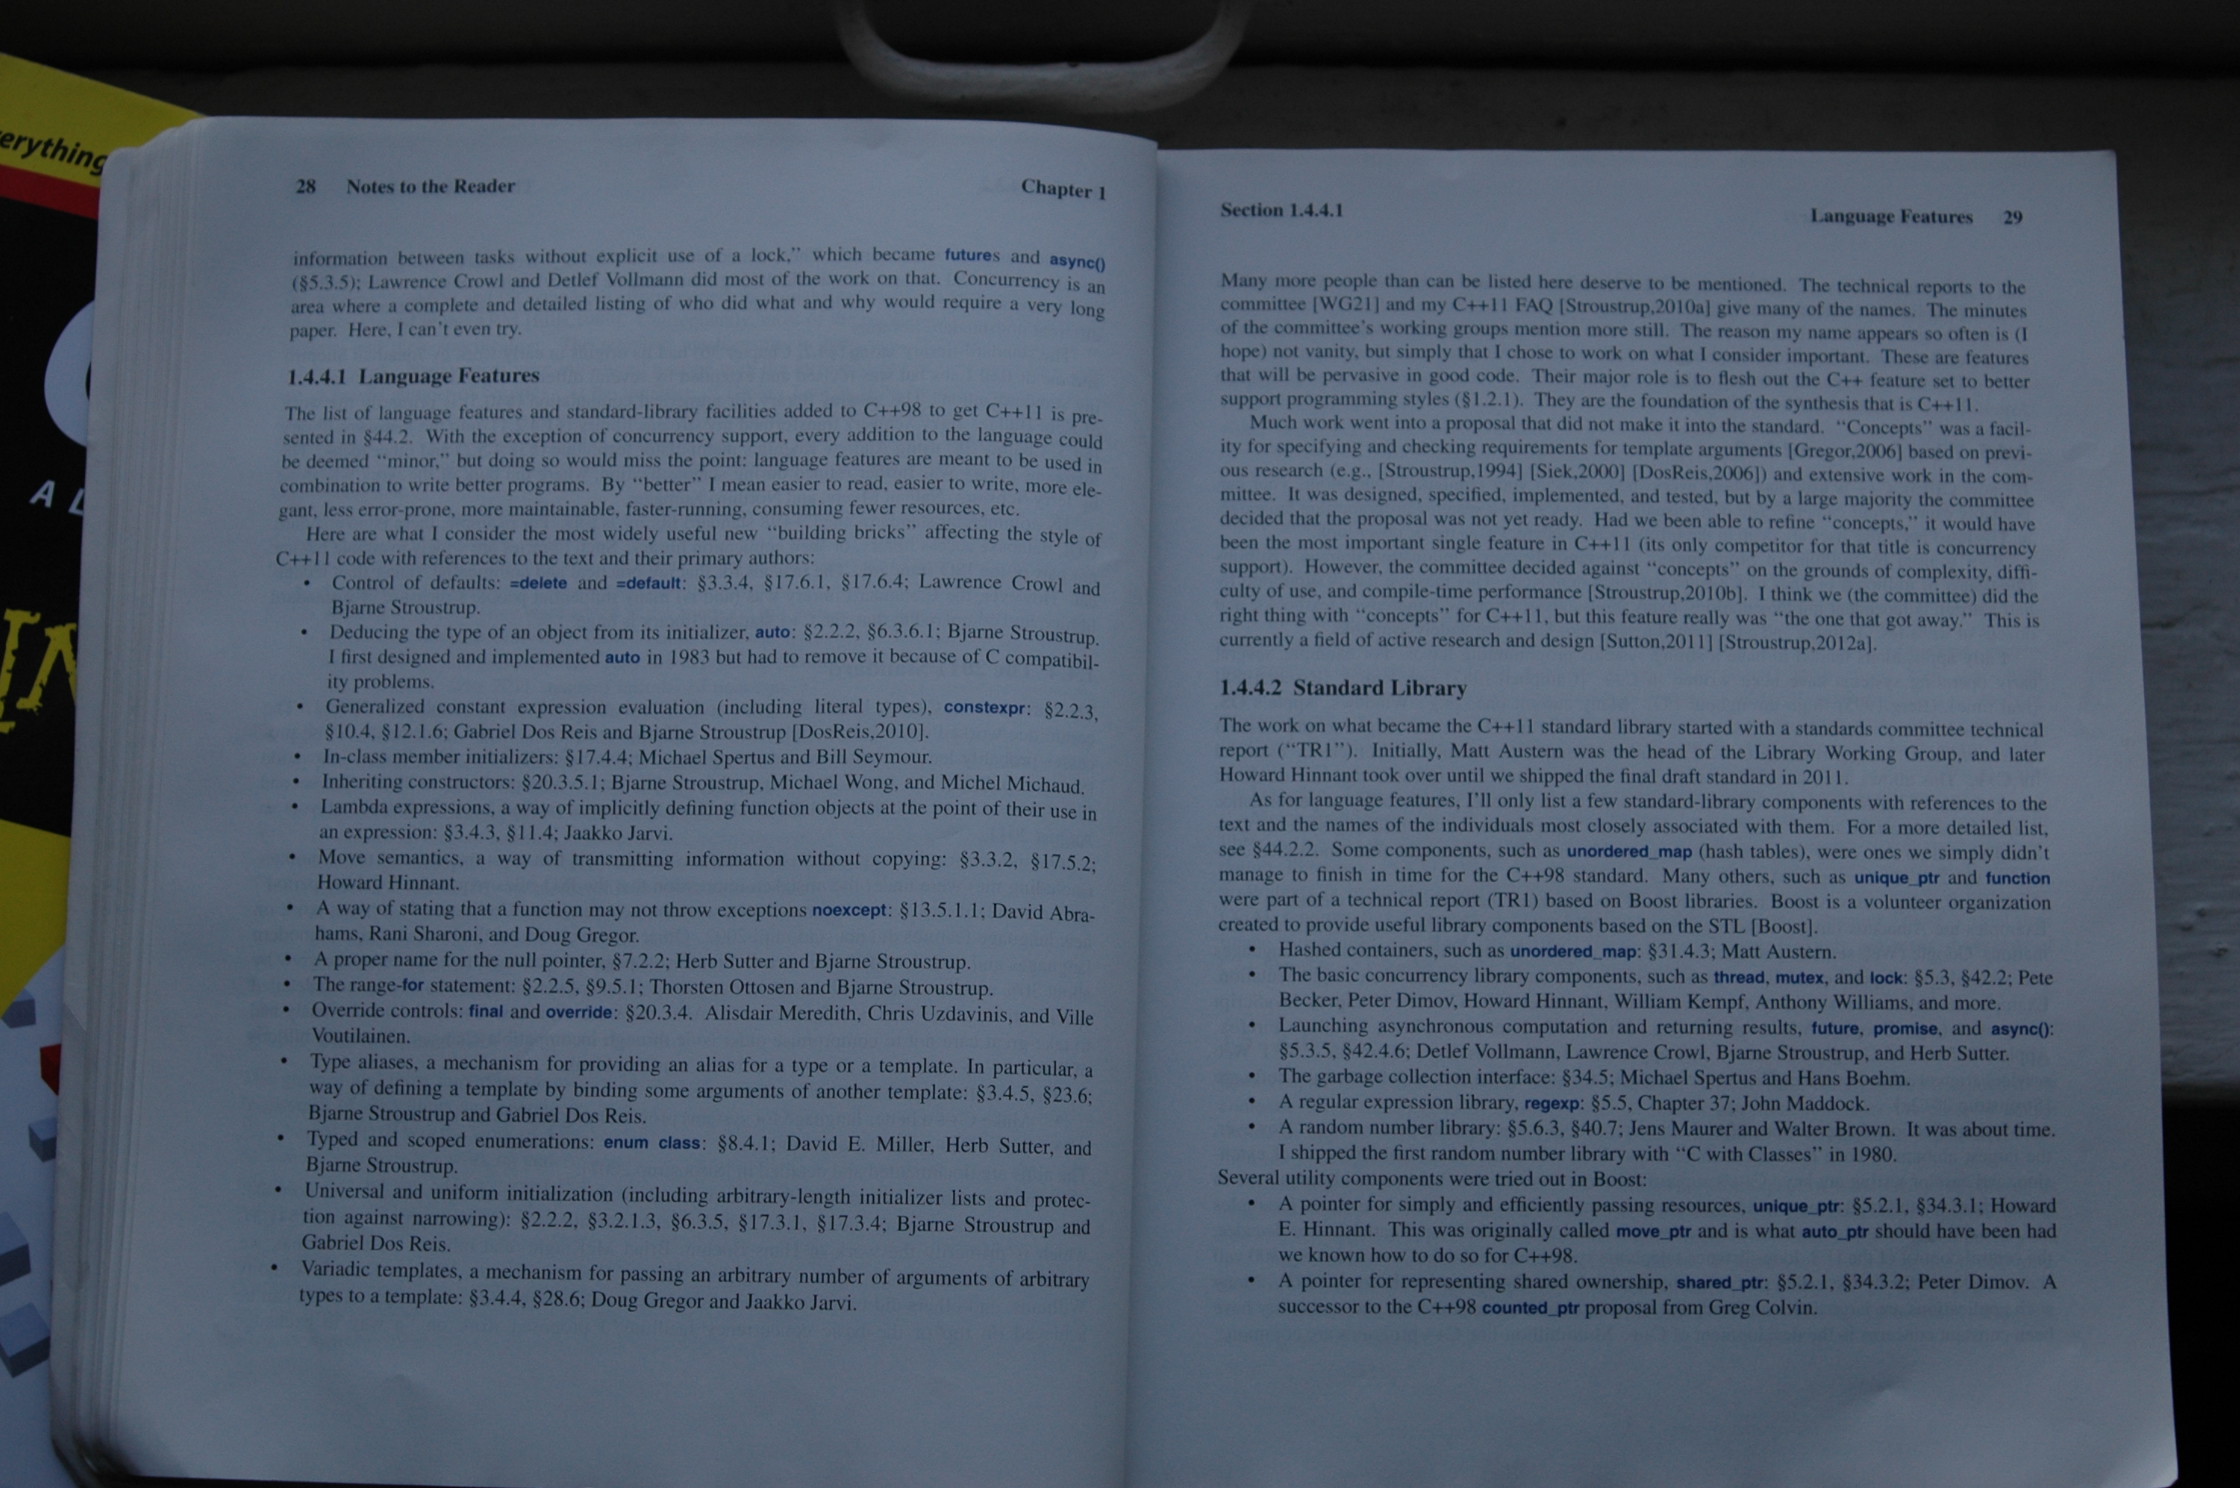 erything
A L
28 Notes to the Reader Chapter 1
information between tasks without explicit use of a lock,” which became futures and async()
(§5.3.5); Lawrence Crowl and Detlef Vollmann did most of the work on that. Concurrency is an
area where a complete and detailed listing of who did what and why would require a very long
paper. Here, I can’t even try.
1.4.4.1 Language Features
The list of language features and standard-library facilities added to C++98 to get C++11 is pre-
sented in §44.2. With the exception of concurrency support, every addition to the language could
be deemed “minor,” but doing so would miss the point: language features are meant to be used in
combination to write better programs. By “better” I mean easier to read, easier to write, more ele-
gant, less error-prone, more maintainable, faster-running, consuming fewer resources, etc.
Here are what I consider the most widely useful new “building bricks” affecting the style of
C++11 code with references to the text and their primary authors:
• Control of defaults: =delete and =default: §3.3.4, §17.6.1, §17.6.4; Lawrence Crowl and
Bjarne Stroustrup.
• Deducing the type of an object from its initializer, auto: §2.2.2, §6.3.6.1; Bjarne Stroustrup.
I first designed and implemented auto in 1983 but had to remove it because of C compatibil-
ity problems.
• Generalized constant expression evaluation (including literal types), constexpr: §2.2.3,
§10.4, §12.1.6; Gabriel Dos Reis and Bjarne Stroustrup [DosReis,2010].
• In-class member initializers: §17.4.4; Michael Spertus and Bill Seymour.
• Inheriting constructors: §20.3.5.1; Bjarne Stroustrup, Michael Wong, and Michel Michaud.
• Lambda expressions, a way of implicitly defining function objects at the point of their use in
an expression: §3.4.3, §11.4; Jaakko Jarvi.
• Move semantics, a way of transmitting information without copying: §3.3.2, §17.5.2;
Howard Hinnant.
• A way of stating that a function may not throw exceptions noexcept: §13.5.1.1; David Abra-
hams, Rani Sharoni, and Doug Gregor.
• A proper name for the null pointer, §7.2.2; Herb Sutter and Bjarne Stroustrup.
• The range-for statement: §2.2.5, §9.5.1; Thorsten Ottosen and Bjarne Stroustrup.
• Override controls: final and override: §20.3.4. Alisdair Meredith, Chris Uzdavinis, and Ville
Voutilainen.
• Type aliases, a mechanism for providing an alias for a type or a template. In particular, a
way of defining a template by binding some arguments of another template: §3.4.5, §23.6;
Bjarne Stroustrup and Gabriel Dos Reis.
• Typed and scoped enumerations: enum class: §8.4.1; David E. Miller, Herb Sutter, and
Bjarne Stroustrup.
• Universal and uniform initialization (including arbitrary-length initializer lists and protec-
tion against narrowing): §2.2.2, §3.2.1.3, §6.3.5, §17.3.1, §17.3.4; Bjarne Stroustrup and
Gabriel Dos Reis.
• Variadic templates, a mechanism for passing an arbitrary number of arguments of arbitrary
types to a template: §3.4.4, §28.6; Doug Gregor and Jaakko Jarvi.
Section 1.4.4.1 Language Features 29
Many more people than can be listed here deserve to be mentioned. The technical reports to the
committee [WG21] and my C++11 FAQ [Stroustrup,2010a] give many of the names. The minutes
of the committee’s working groups mention more still. The reason my name appears so often is (I
hope) not vanity, but simply that I chose to work on what I consider important. These are features
that will be pervasive in good code. Their major role is to flesh out the C++ feature set to better
support programming styles (§1.2.1). They are the foundation of the synthesis that is C++11.
Much work went into a proposal that did not make it into the standard. “Concepts” was a facil-
ity for specifying and checking requirements for template arguments [Gregor,2006] based on previ-
ous research (e.g., [Stroustrup,1994] [Siek,2000] [DosReis,2006]) and extensive work in the com-
mittee. It was designed, specified, implemented, and tested, but by a large majority the committee
decided that the proposal was not yet ready. Had we been able to refine “concepts,” it would have
been the most important single feature in C++11 (its only competitor for that title is concurrency
support). However, the committee decided against “concepts” on the grounds of complexity, diffi-
culty of use, and compile-time performance [Stroustrup,2010b]. I think we (the committee) did the
right thing with “concepts” for C++11, but this feature really was “the one that got away.” This is
currently a field of active research and design [Sutton,2011] [Stroustrup,2012a].
1.4.4.2 Standard Library
The work on what became the C++11 standard library started with a standards committee technical
report (“TR1”). Initially, Matt Austern was the head of the Library Working Group, and later
Howard Hinnant took over until we shipped the final draft standard in 2011.
As for language features, I’ll only list a few standard-library components with references to the
text and the names of the individuals most closely associated with them. For a more detailed list,
see §44.2.2. Some components, such as unordered_map (hash tables), were ones we simply didn’t
manage to finish in time for the C++98 standard. Many others, such as unique_ptr and function
were part of a technical report (TR1) based on Boost libraries. Boost is a volunteer organization
created to provide useful library components based on the STL [Boost].
• Hashed containers, such as unordered_map: §31.4.3; Matt Austern.
• The basic concurrency library components, such as thread, mutex, and lock: §5.3, §42.2; Pete
Becker, Peter Dimov, Howard Hinnant, William Kempf, Anthony Williams, and more.
• Launching asynchronous computation and returning results, future, promise, and async():
§5.3.5, §42.4.6; Detlef Vollmann, Lawrence Crowl, Bjarne Stroustrup, and Herb Sutter.
• The garbage collection interface: §34.5; Michael Spertus and Hans Boehm.
• A regular expression library, regexp: §5.5, Chapter 37; John Maddock.
• A random number library: §5.6.3, §40.7; Jens Maurer and Walter Brown. It was about time.
I shipped the first random number library with “C with Classes” in 1980.
Several utility components were tried out in Boost:
• A pointer for simply and efficiently passing resources, unique_ptr: §5.2.1, §34.3.1; Howard
E. Hinnant. This was originally called move_ptr and is what auto_ptr should have been had
we known how to do so for C++98.
• A pointer for representing shared ownership, shared_ptr: §5.2.1, §34.3.2; Peter Dimov. A
successor to the C++98 counted_ptr proposal from Greg Colvin.